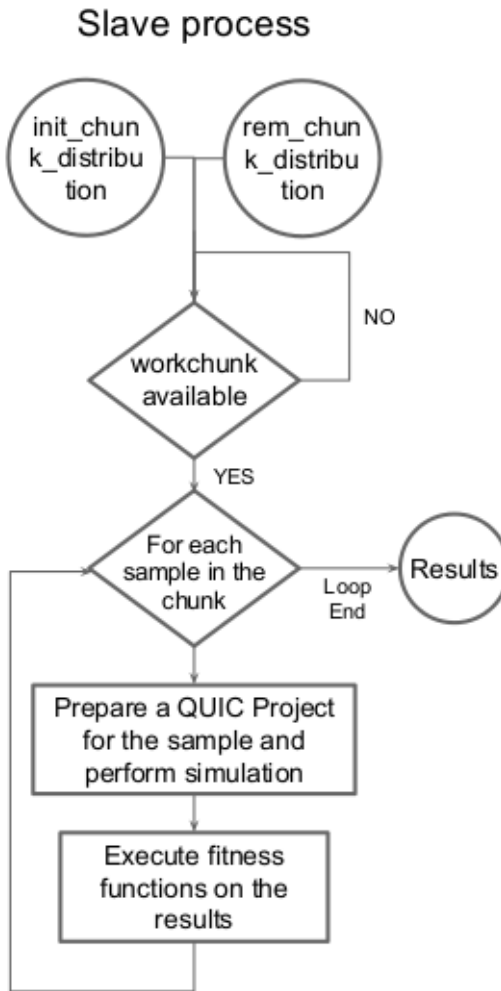 Slave process
init_chun
k_distribu
tion
rem_chun
k_distribu
tion
NO
workchunk
available
YES
For each
sample in the
chunk
Loop
End
Results
Prepare a QUIC Project
for the sample and
perform simulation
Execute fitness
functions on the
results